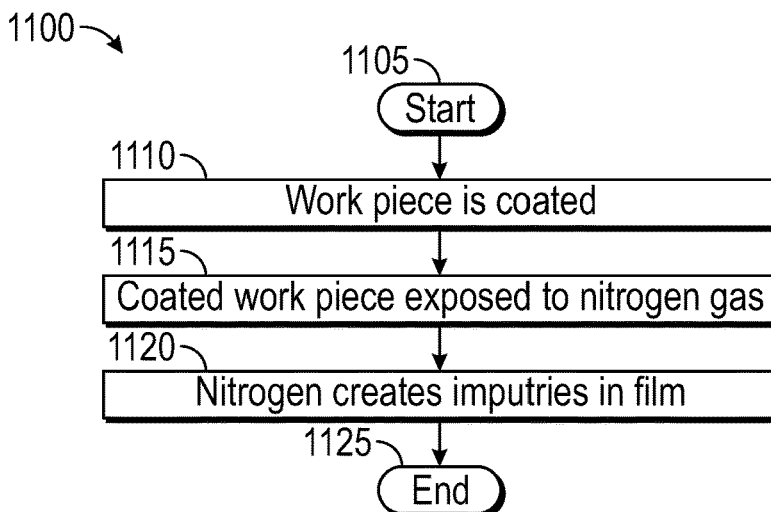 1100
1105
Start
1110
Work piece is coated
1115
Coated work piece exposed to nitrogen gas
1120
Nitrogen creates imputries in film
1125
End